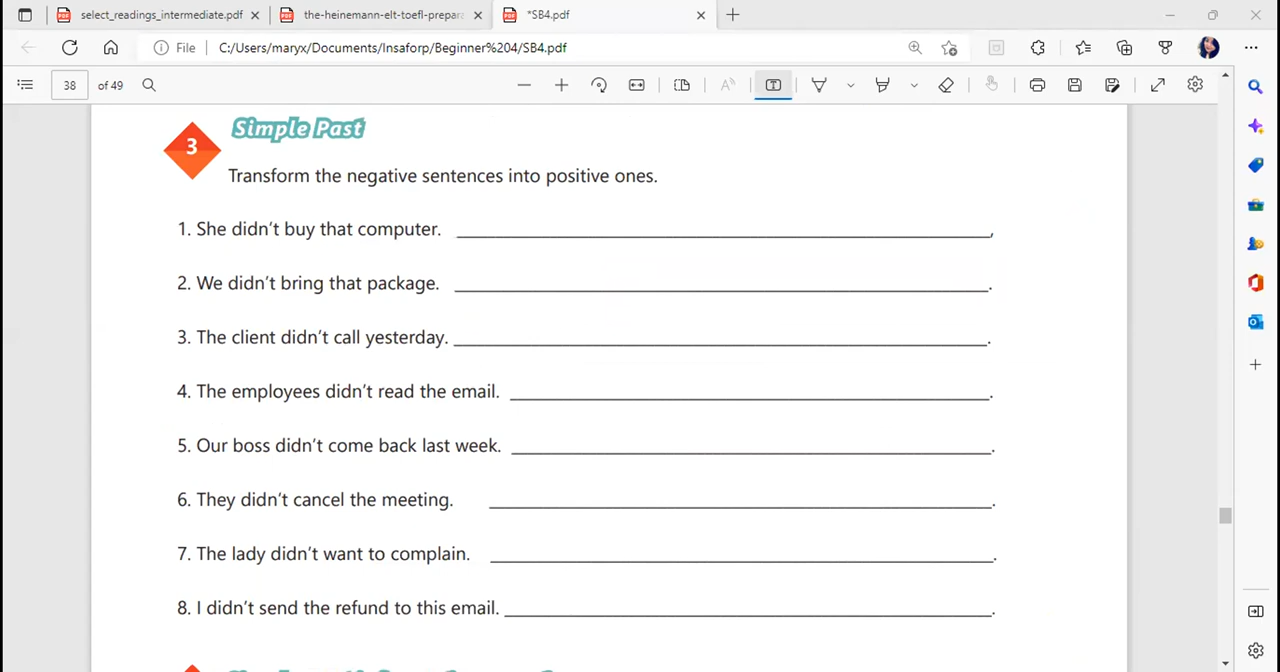 select_readings_intermediate.pdf
the-heinemann-elt-toefl-prepara
*SB4.pdf
File C:/Users/maryx/Documents/Insaforp/Beginner%204/SB4.pdf
38 of 49
3
Simple Past
Transform the negative sentences into positive ones.
1. She didn't buy that computer. ,
2. We didn't bring that package. .
3. The client didn't call yesterday. .
4. The employees didn't read the email. .
5. Our boss didn't come back last week. .
6. They didn't cancel the meeting. .
7. The lady didn't want to complain. .
8. I didn't send the refund to this email. .